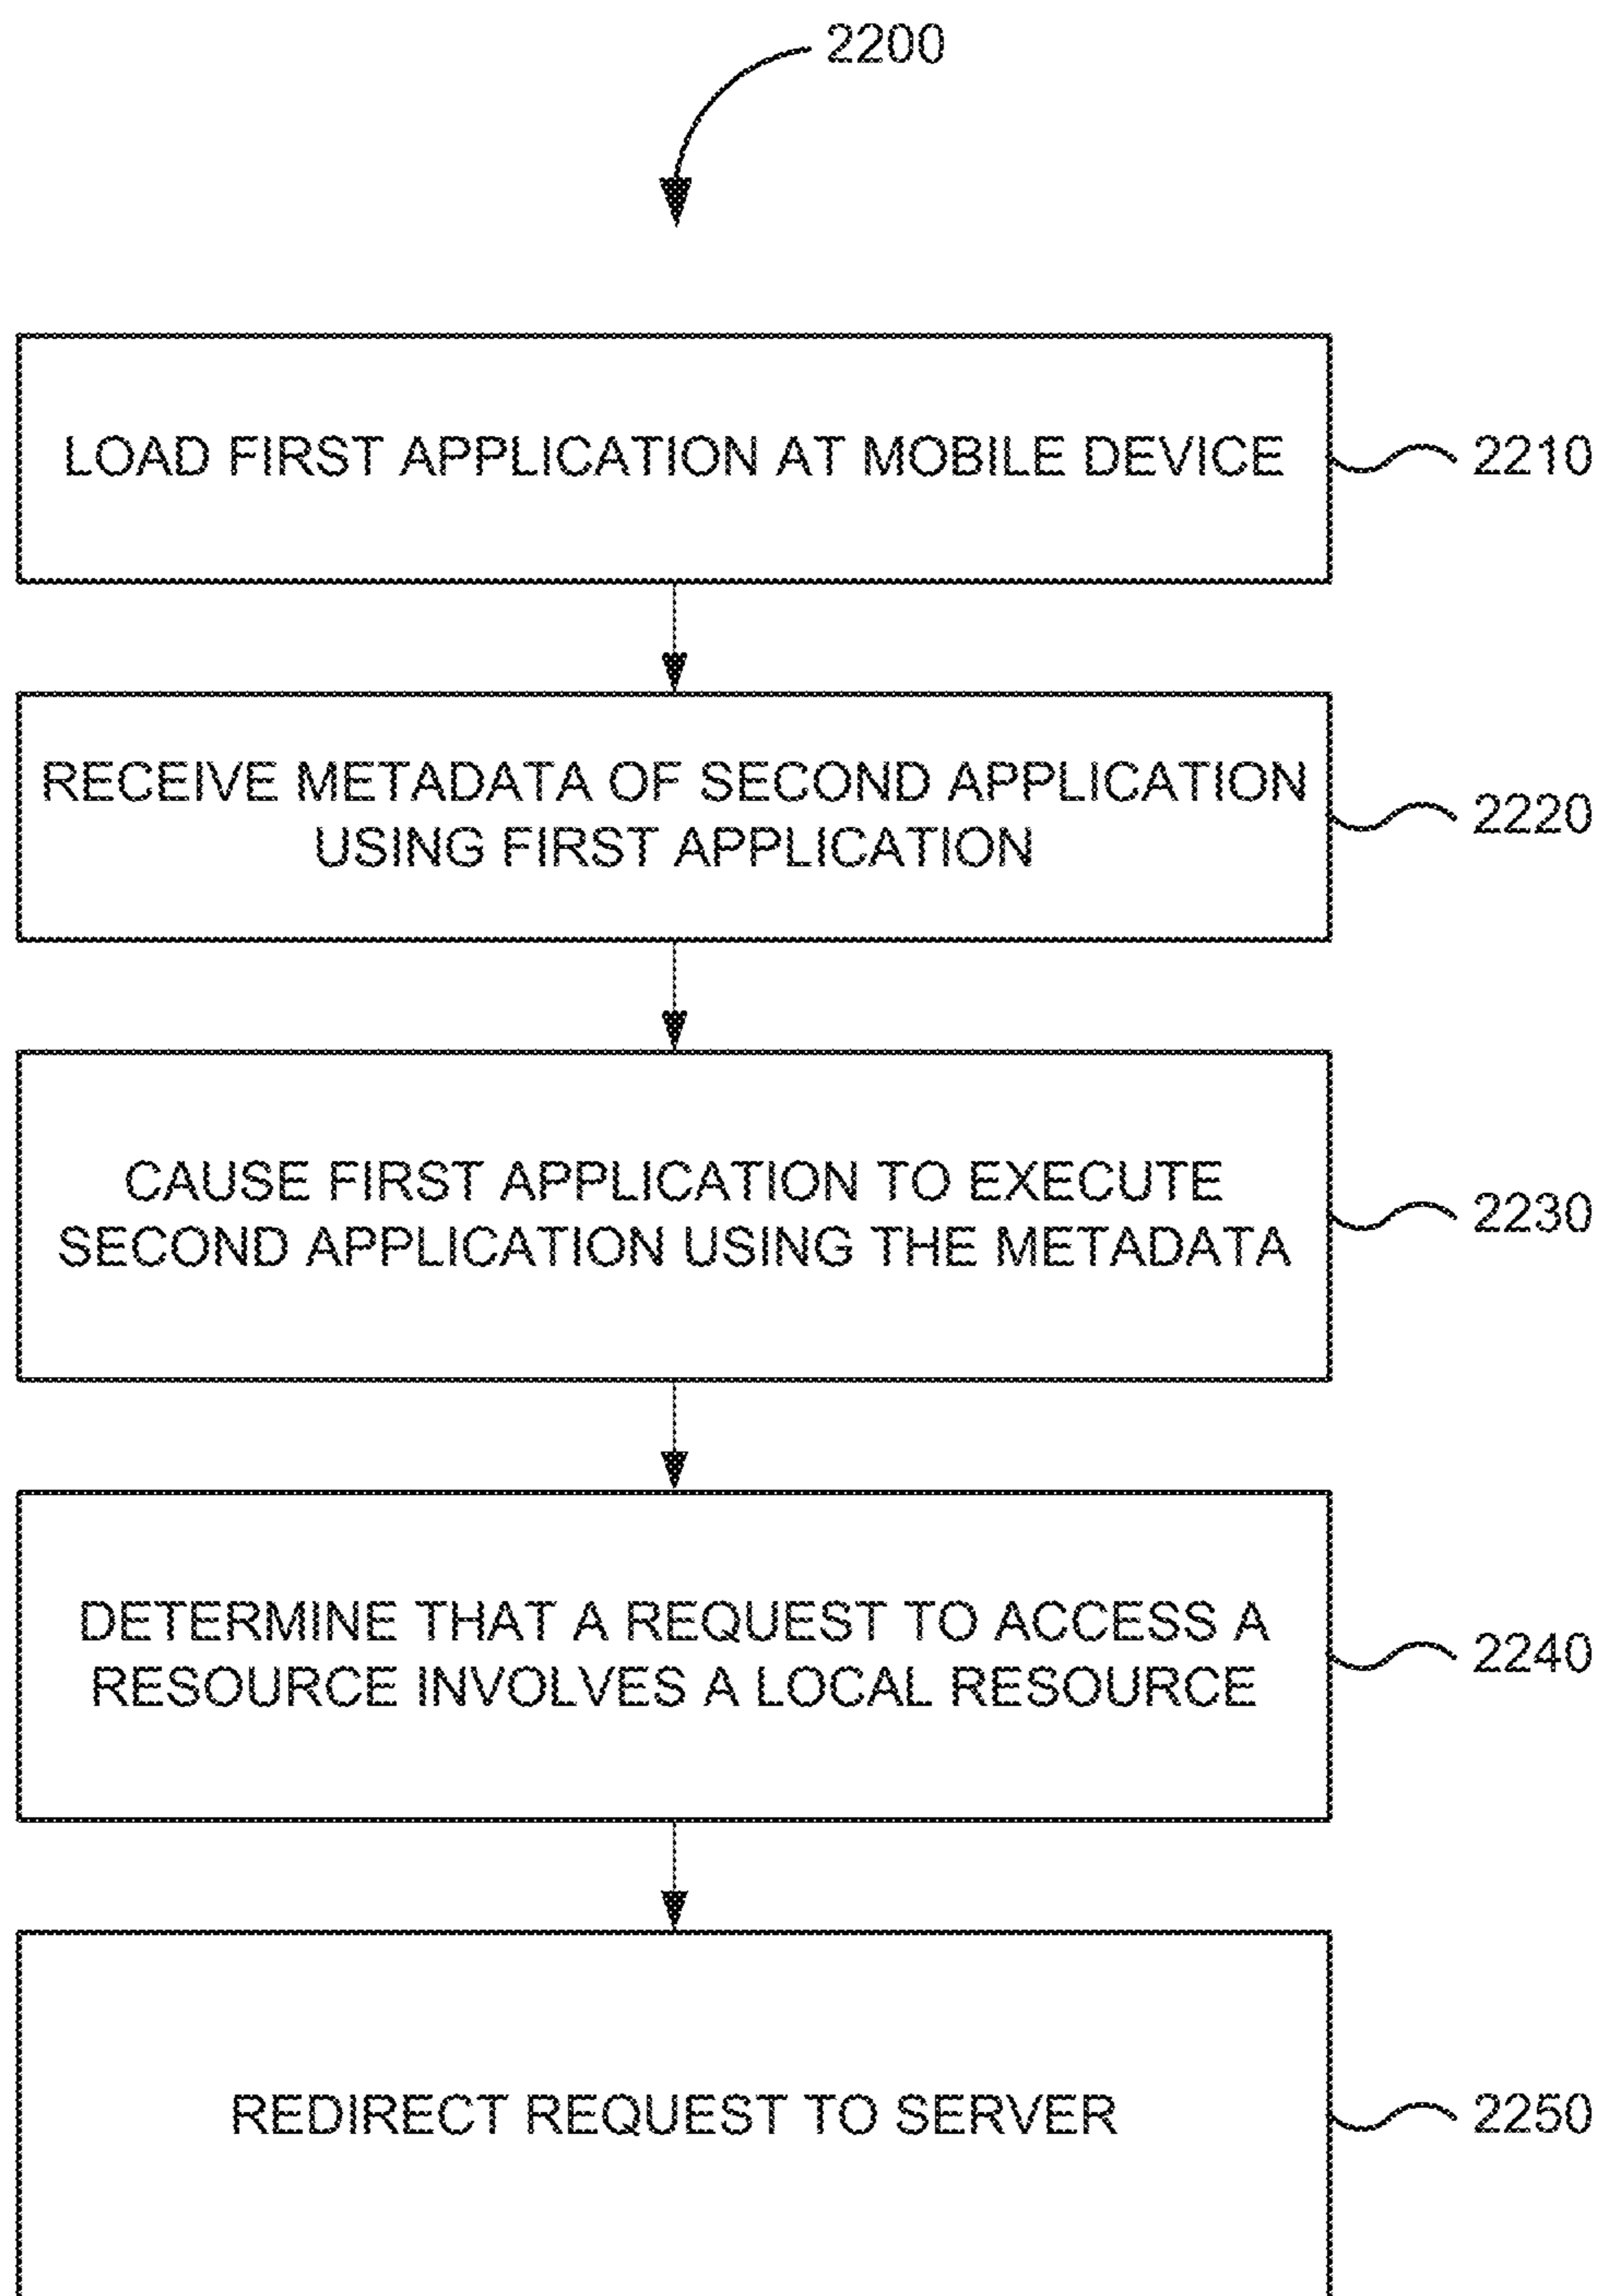 2200
LOAD FIRST APPLICATION AT MOBILE DEVICE
2210
RECEIVE METADATA OF SECOND APPLICATION
USING FIRST APPLICATION
2220
CAUSE FIRST APPLICATION TO EXECUTE
SECOND APPLICATION USING THE METADATA
2230
DETERMINE THAT A REQUEST TO ACCESS A
RESOURCE INVOLVES A LOCAL RESOURCE
2240
REDIRECT REQUEST TO SERVER
2250